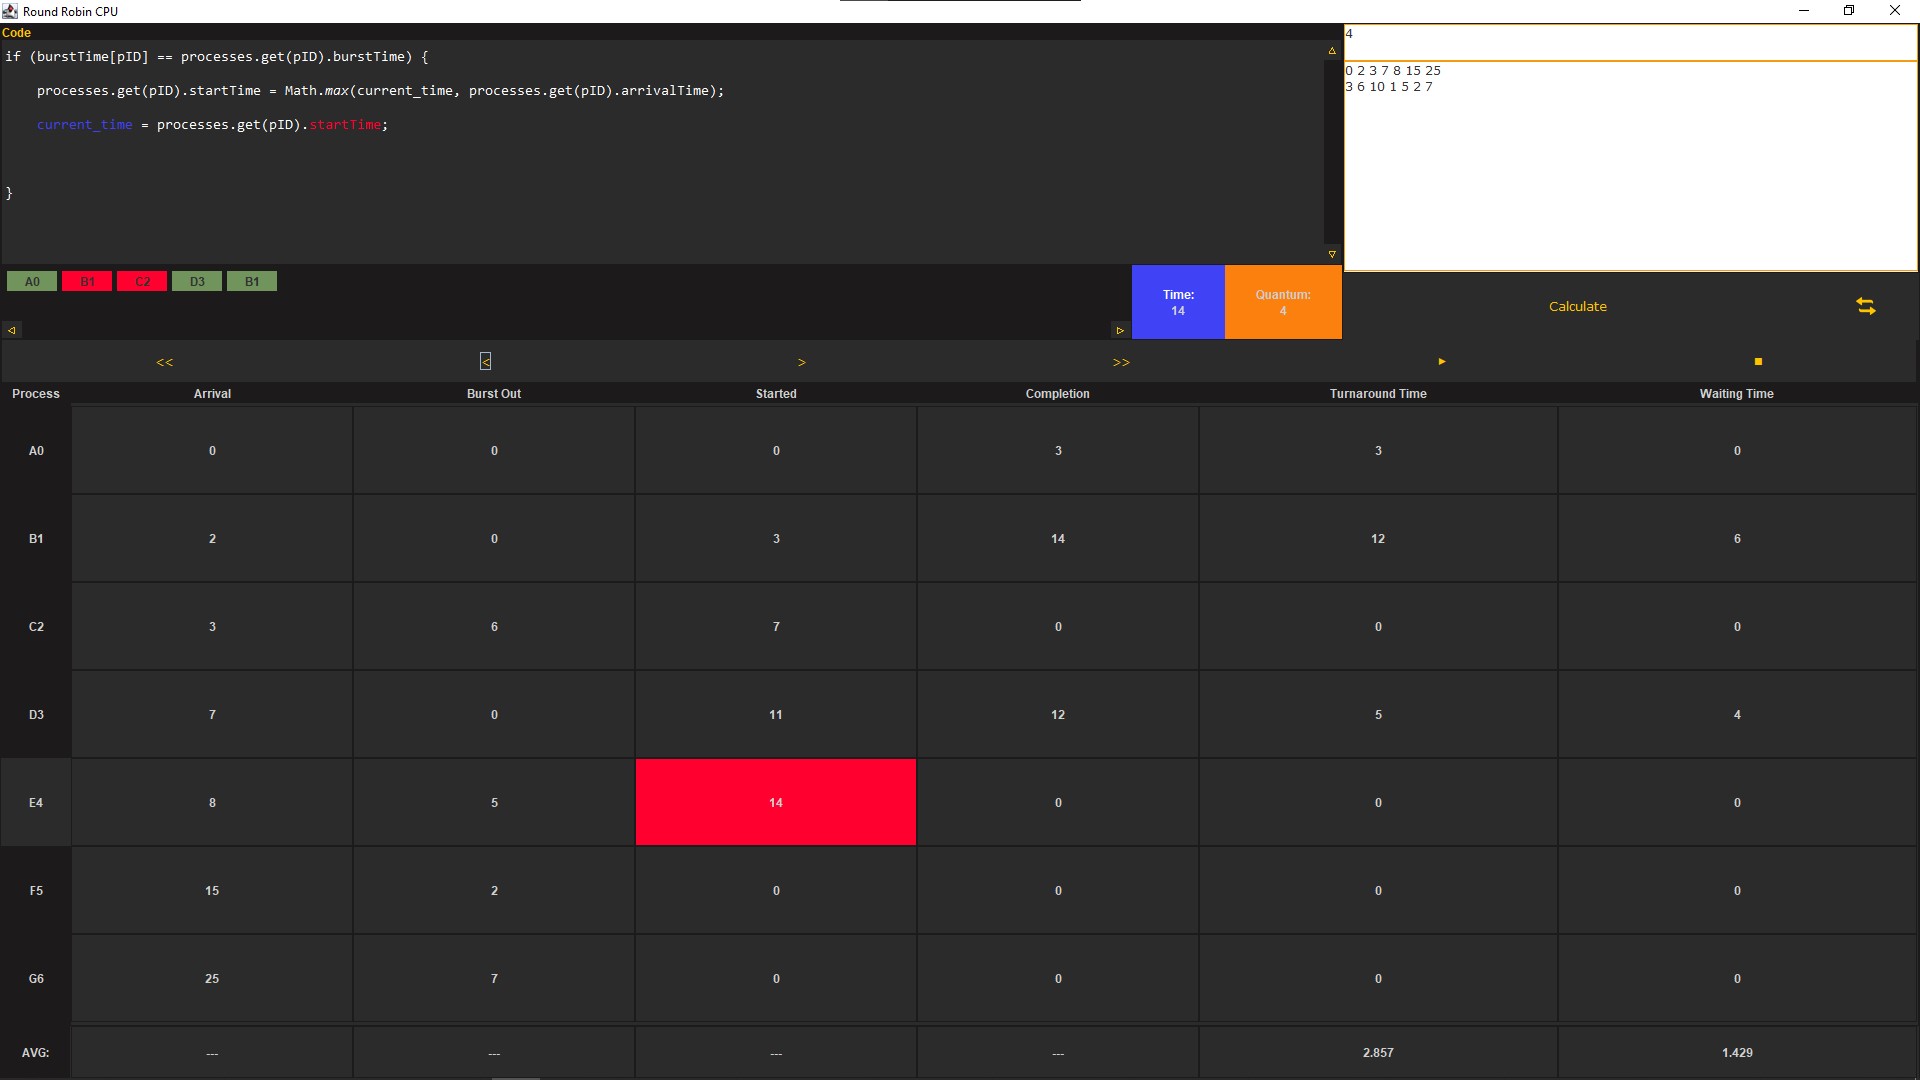 Round Robin CPU
Code
if (burstTime[pID] == processes.get(pID).burstTime) {
processes.get(pID).startTime = Math.max(current_time, processes.get(pID).arrivalTime);
current_time = processes.get(pID).startTime;
}
4
0 2 3 7 8 15 25
3 6 10 1 5 2 7
A0 B1 C2 D3 B1
Time:
14
Quantum:
4
Calculate
<< < > >>
Process Arrival Burst Out Started Completion Turnaround Time Waiting Time
A0 0 0 0 3 3 0
B1 2 0 3 14 12 6
C2 3 6 7 0 0 0
D3 7 0 11 12 5 4
E4 8 5 14 0 0 0
F5 15 2 0 0 0 0
G6 25 7 0 0 0 0
AVG: --- --- --- --- 2.857 1.429